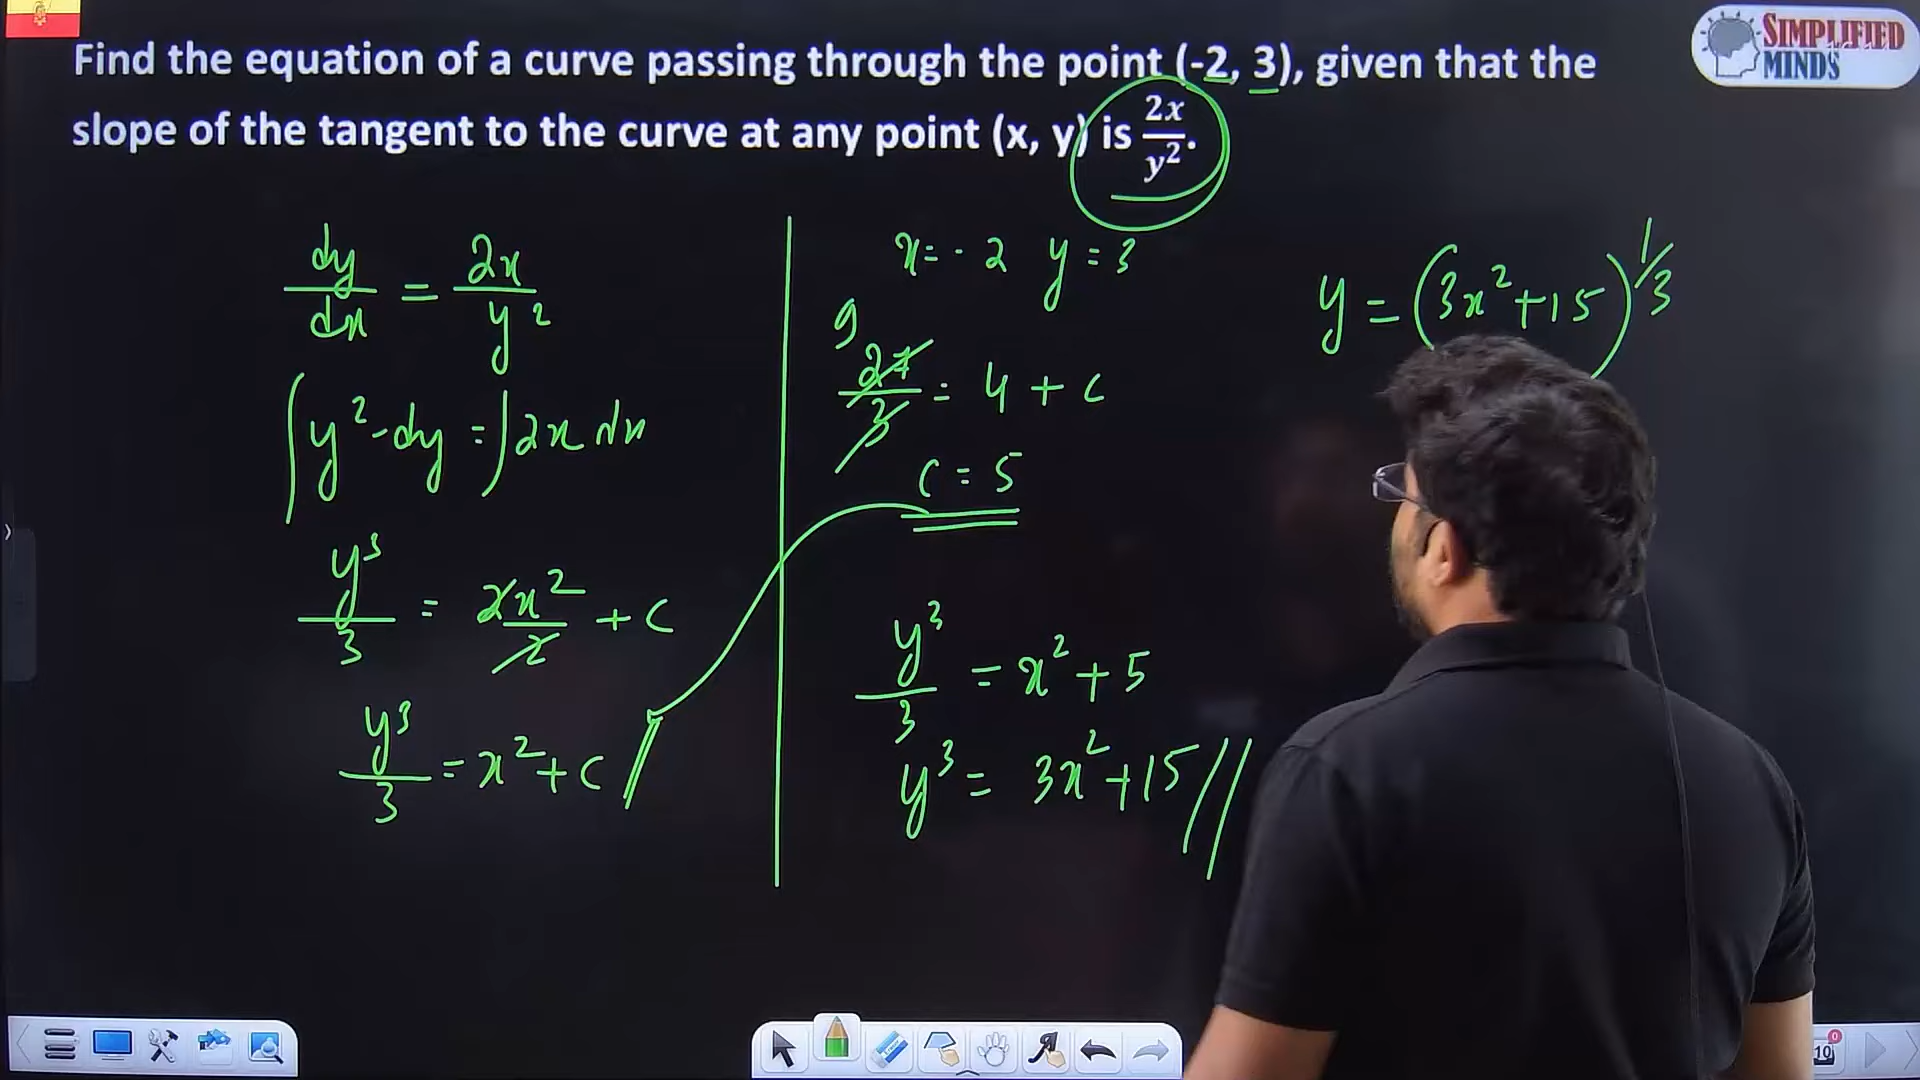 SIMPLIFIED
MINDS
Find the equation of a curve passing through the point (-2, 3), given that the
slope of the tangent to the curve at any point (x, y) is 2x/y².
dy/dx = 2x/y²
∫y²-dy = ∫2x dx
y³/3 = 2x²/2 + c
y³/3 = x² + c
x = -2 y = 3
9
27/3 = 4 + c
c = 5
y³/3 = x² + 5
y³ = 3x² + 15 //
y = (3x² + 15)^1/3
10
0